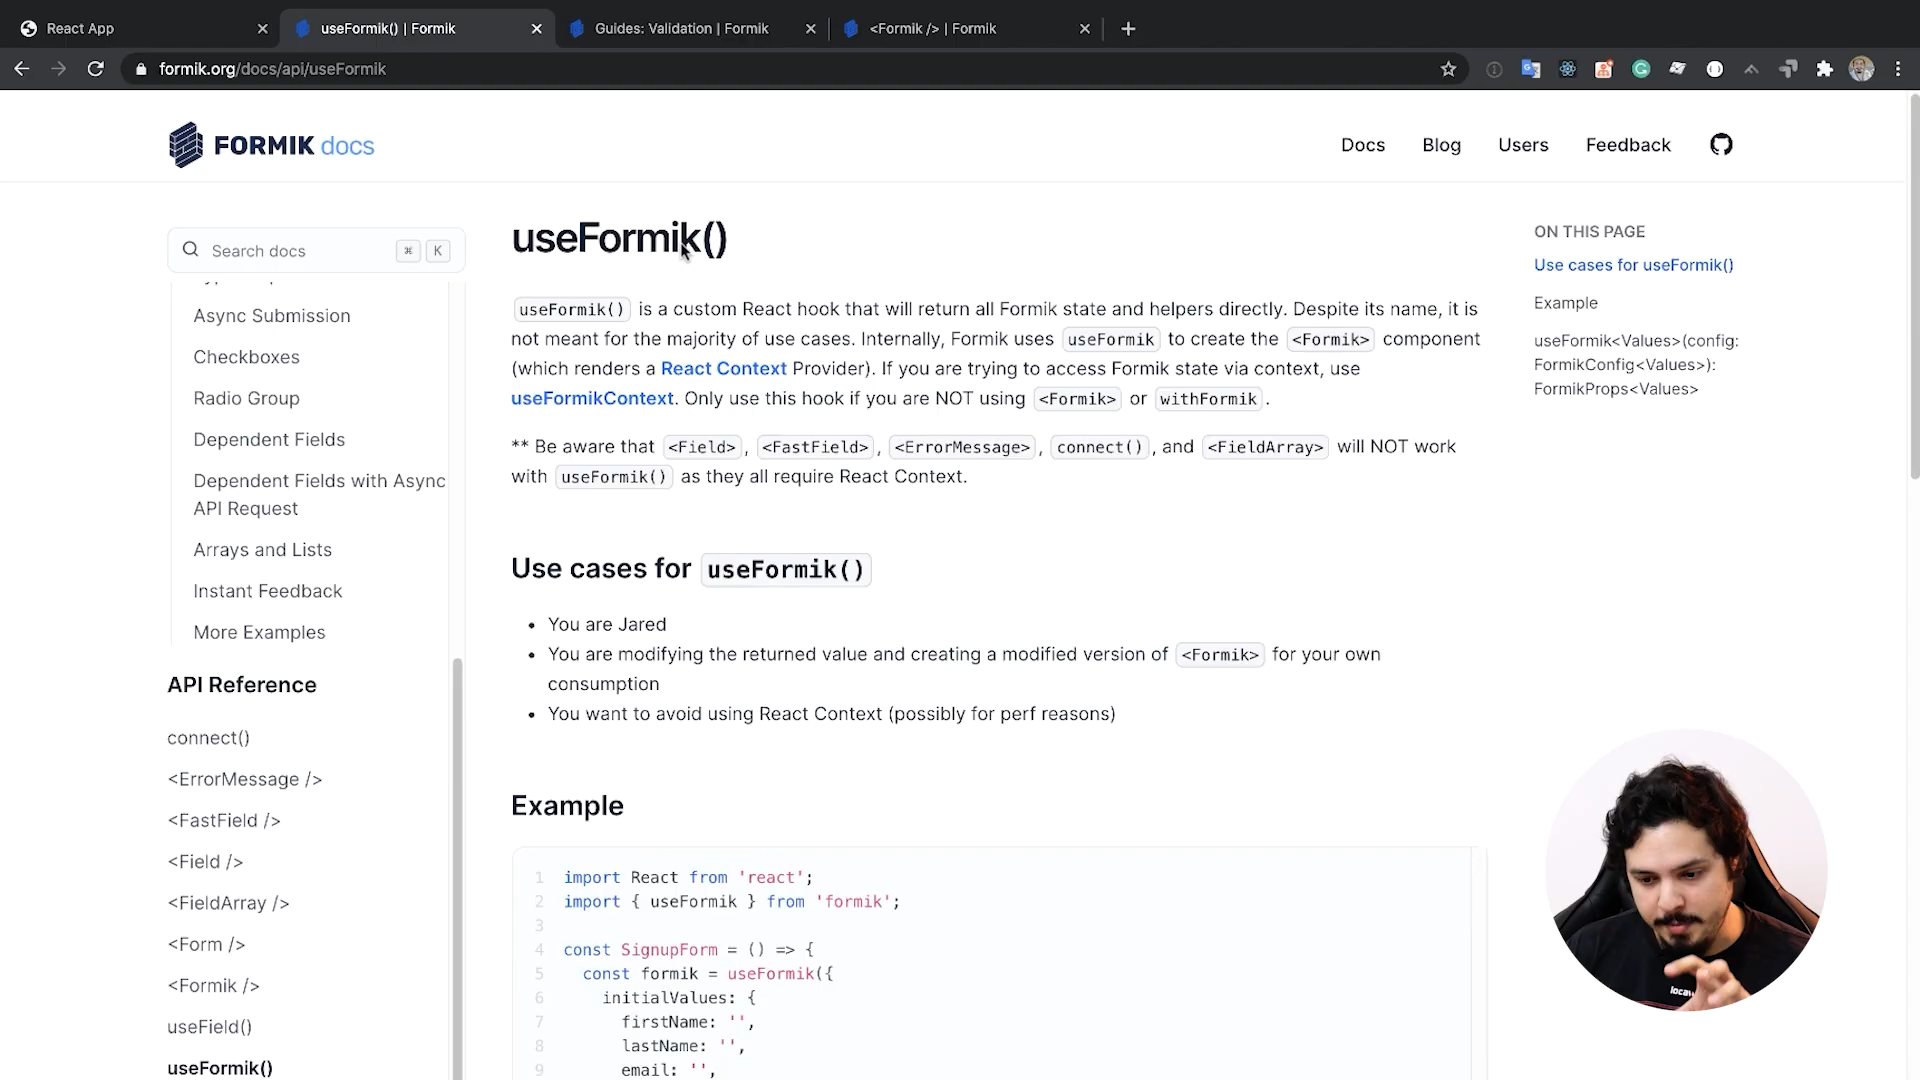 React App
useFormik() | Formik
Guides: Validation | Formik
<Formik /> | Formik
formik.org/docs/api/useFormik
FORMIK docs
Docs
Blog
Users
Feedback
Search docs
⌘ K
Async Submission
Checkboxes
Radio Group
Dependent Fields
Dependent Fields with Async
API Request
Arrays and Lists
Instant Feedback
More Examples
API Reference
connect()
<ErrorMessage />
<FastField />
<Field />
<FieldArray />
<Form />
<Formik />
useField()
useFormik()
useFormik()
useFormik() is a custom React hook that will return all Formik state and helpers directly. Despite its name, it is
not meant for the majority of use cases. Internally, Formik uses useFormik to create the <Formik> component
(which renders a React Context Provider). If you are trying to access Formik state via context, use
useFormikContext. Only use this hook if you are NOT using <Formik> or withFormik.
** Be aware that <Field>, <FastField>, <ErrorMessage>, connect(), and <FieldArray> will NOT work
with useFormik() as they all require React Context.
Use cases for useFormik()
• You are Jared
• You are modifying the returned value and creating a modified version of <Formik> for your own
consumption
• You want to avoid using React Context (possibly for perf reasons)
Example
1 import React from 'react';
2 import { useFormik } from 'formik';
3
4 const SignupForm = () => {
5 const formik = useFormik({
6 initialValues: {
7 firstName: '',
8 lastName: '',
9 email: '',
ON THIS PAGE
Use cases for useFormik()
Example
useFormik<Values>(config:
FormikConfig<Values>):
FormikProps<Values>